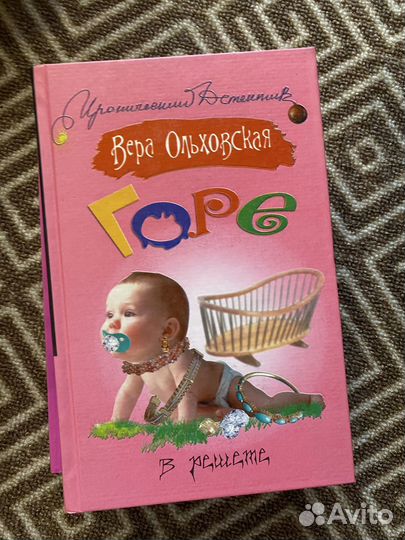 Иронический Детектив
Вера Ольховская
Горе
в решете
Avito